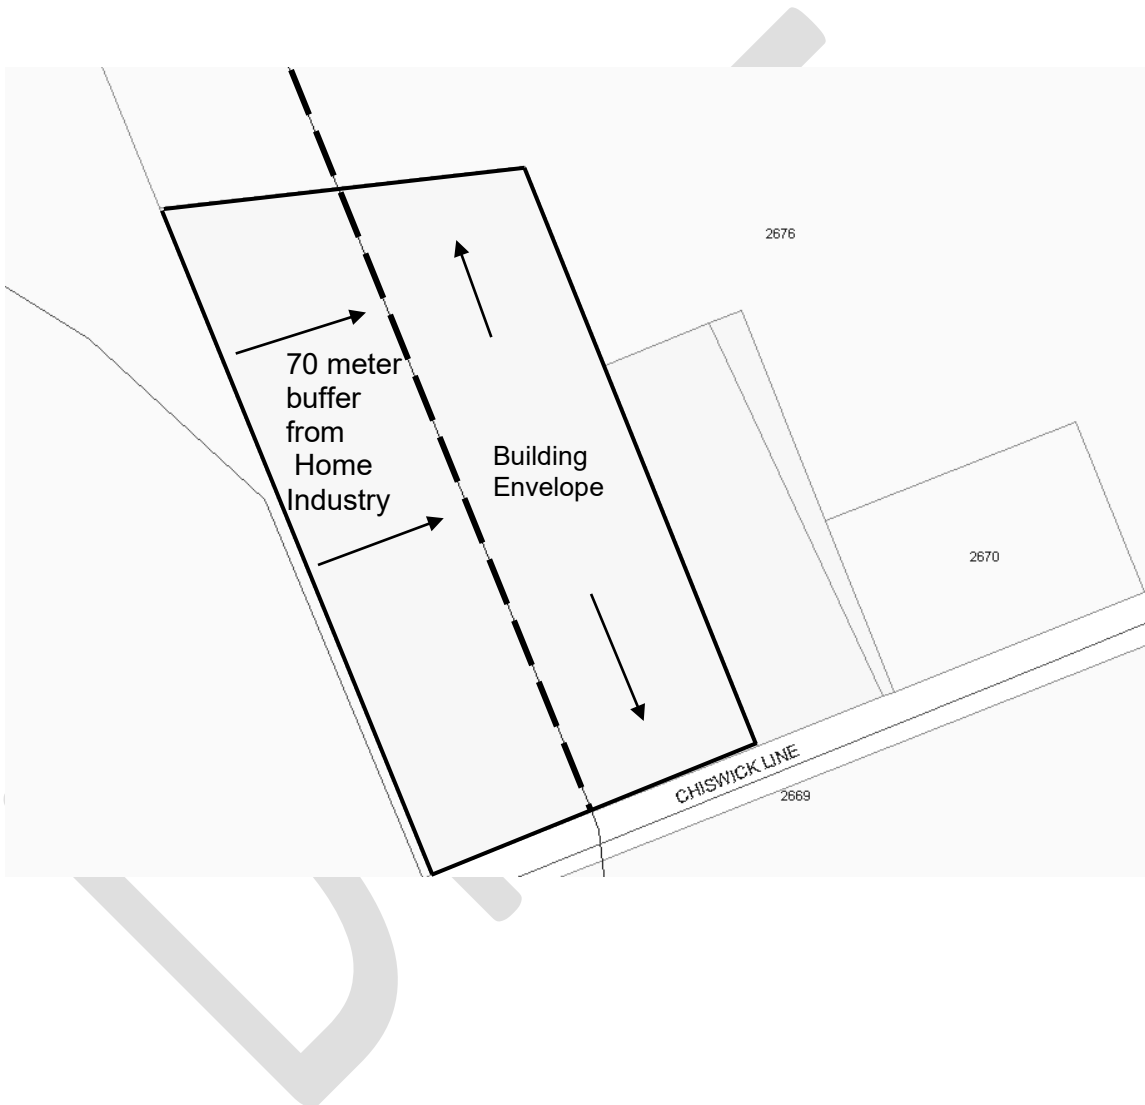 2676
70 meter
buffer
from
Home
Industry
Building
Envelope
2670
CHISWICK LINE
2669